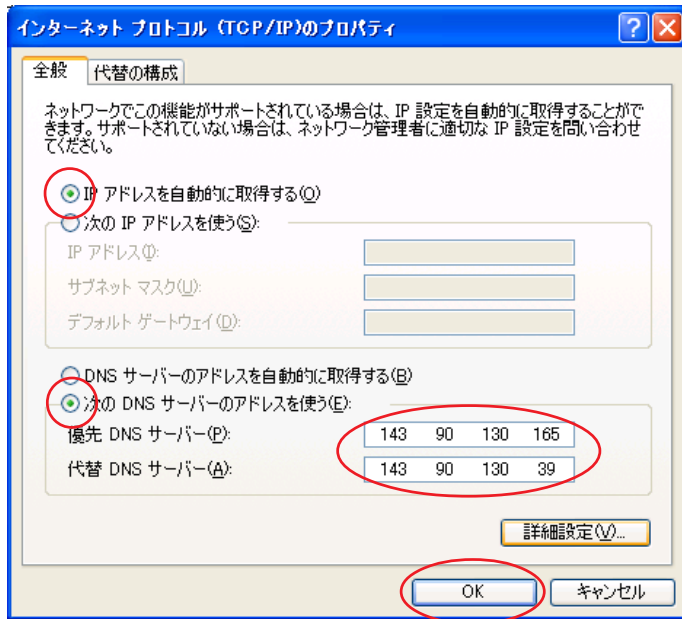 インターネット プロトコル (TCP/IP)のプロパティ
全般
代替の構成
ネットワークでこの機能がサポートされている場合は、IP 設定を自動的に取得することがで
きます。サポートされていない場合は、ネットワーク管理者に適切な IP 設定を問い合わせ
てください。
IP アドレスを自動的に取得する(O)
次の IP アドレスを使う(S):
IP アドレス(I):
サブネット マスク(U):
デフォルト ゲートウェイ(D):
DNS サーバーのアドレスを自動的に取得する(B)
次の DNS サーバーのアドレスを使う(E):
優先 DNS サーバー(P): 143 90 130 165
代替 DNS サーバー(A): 143 90 130 39
詳細設定(V)...
OK
キャンセル